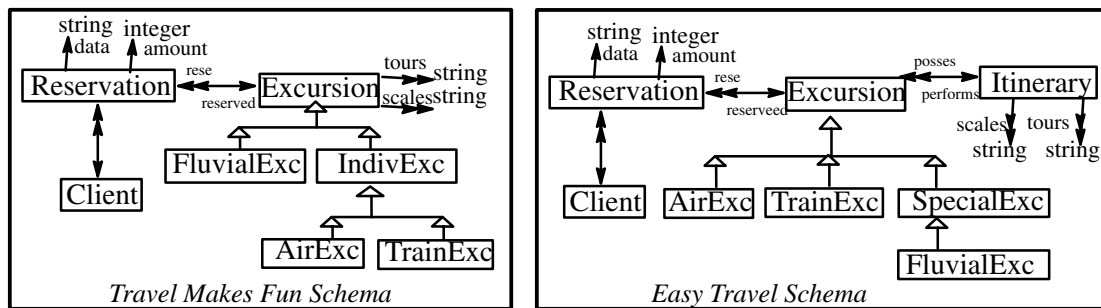 string integer
data amount
Reservation
rese
reserved
Excursion
tours
string
scales
string
FluvialExc
IndivExc
Client
AirExc
TrainExc
Travel Makes Fun Schema
string integer
data amount
Reservation
rese
reserveed
Excursion
posses
performs
Itinerary
scales tours
string string
Client
AirExc
TrainExc
SpecialExc
FluvialExc
Easy Travel Schema